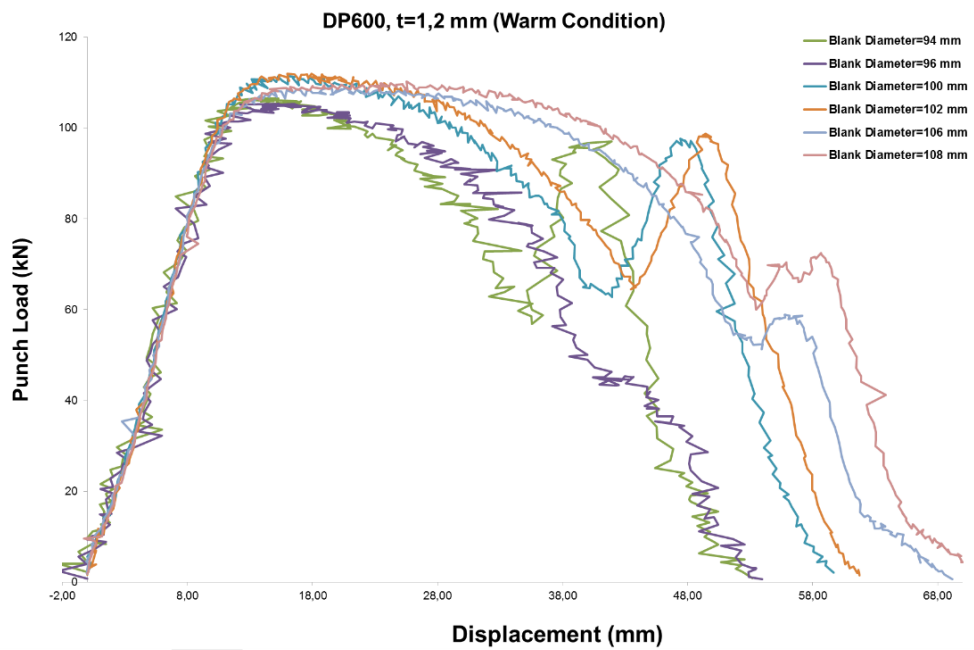 DP600, t=1,2 mm (Warm Condition)
Blank Diameter=94 mm
Blank Diameter=96 mm
Blank Diameter=100 mm
Blank Diameter=102 mm
Blank Diameter=106 mm
Blank Diameter=108 mm
Punch Load (kN)
120
100
80
60
40
20
0
-2,00 8,00 18,00 28,00 38,00 48,00 58,00 68,00
Displacement (mm)